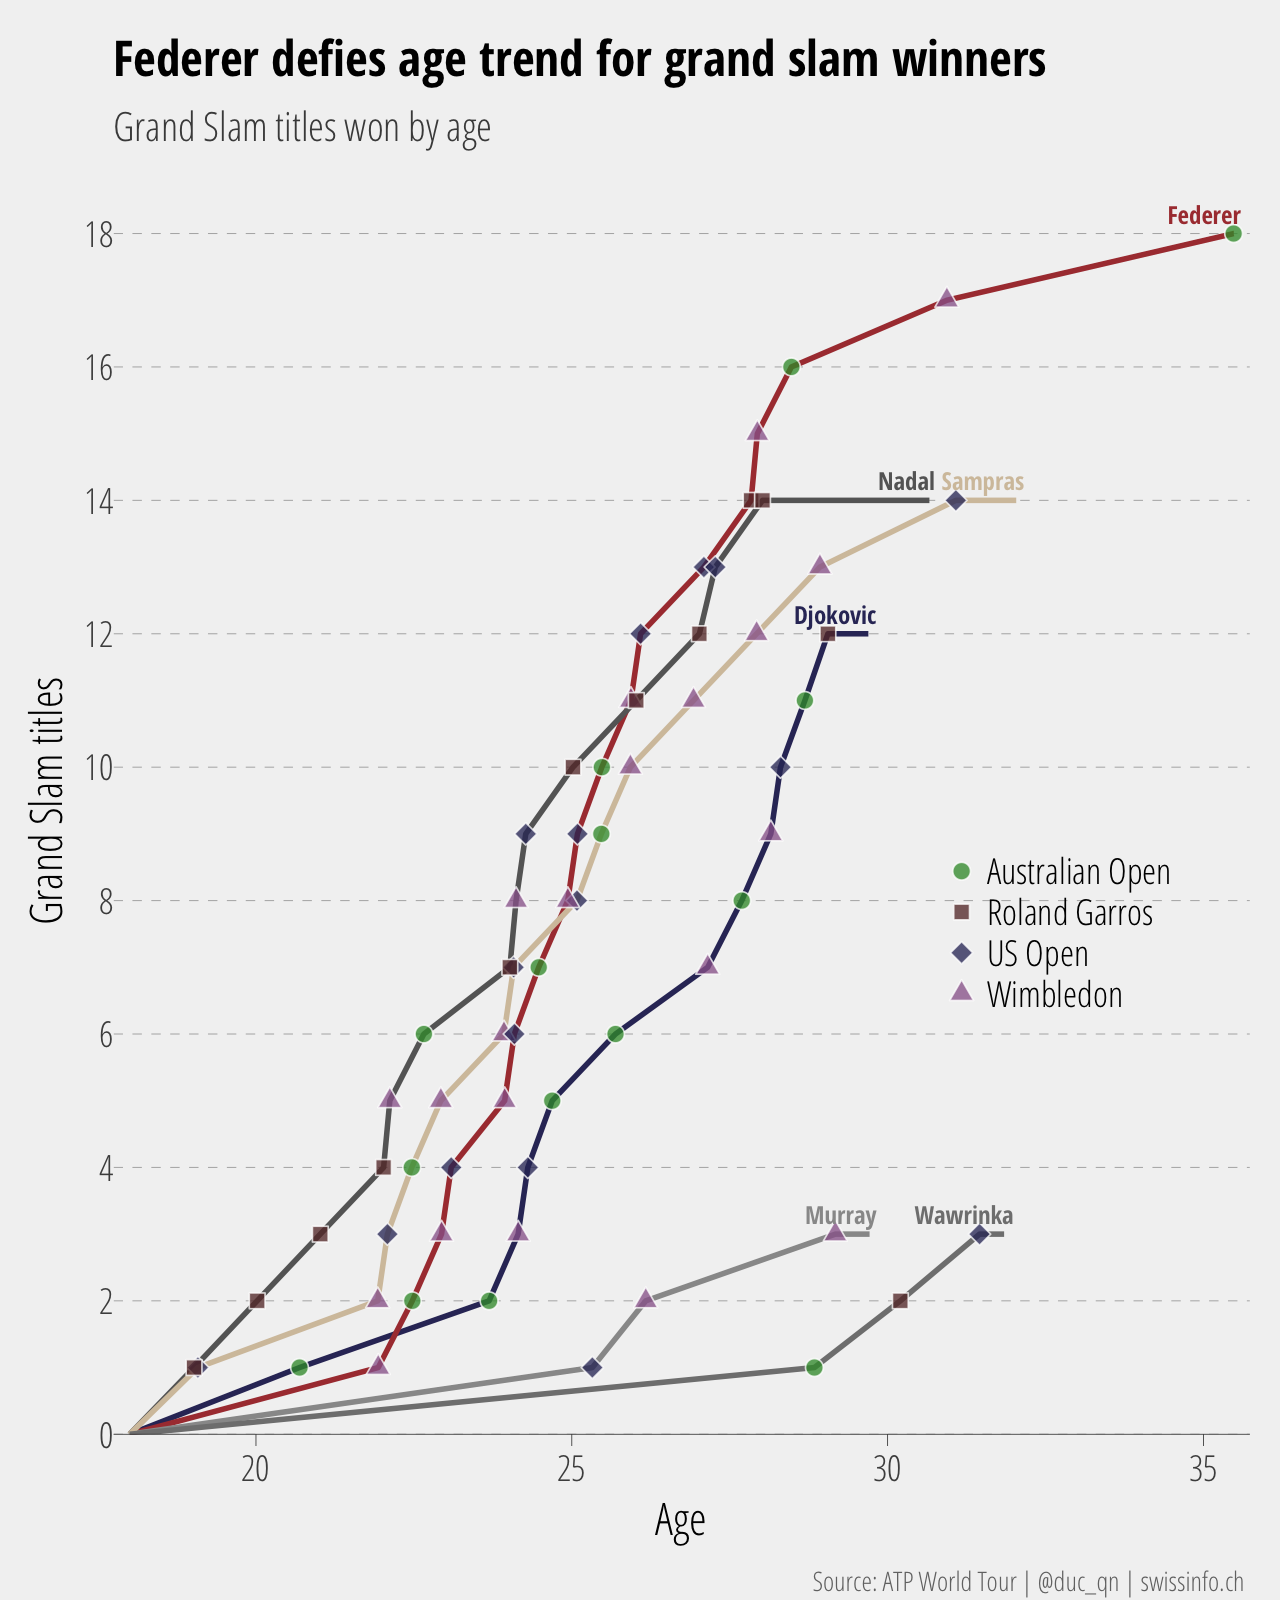 Federer defies age trend for grand slam winners
Grand Slam titles won by age
Federer
18
16
Nadal Sampras
14
Djokovic
12
Grand Slam titles
10
Australian Open
8
Roland Garros
US Open
Wimbledon
6
4
Murray Wawrinka
2
0
20 25 30 35
Age
Source: ATP World Tour | @duc_qn | swissinfo.ch